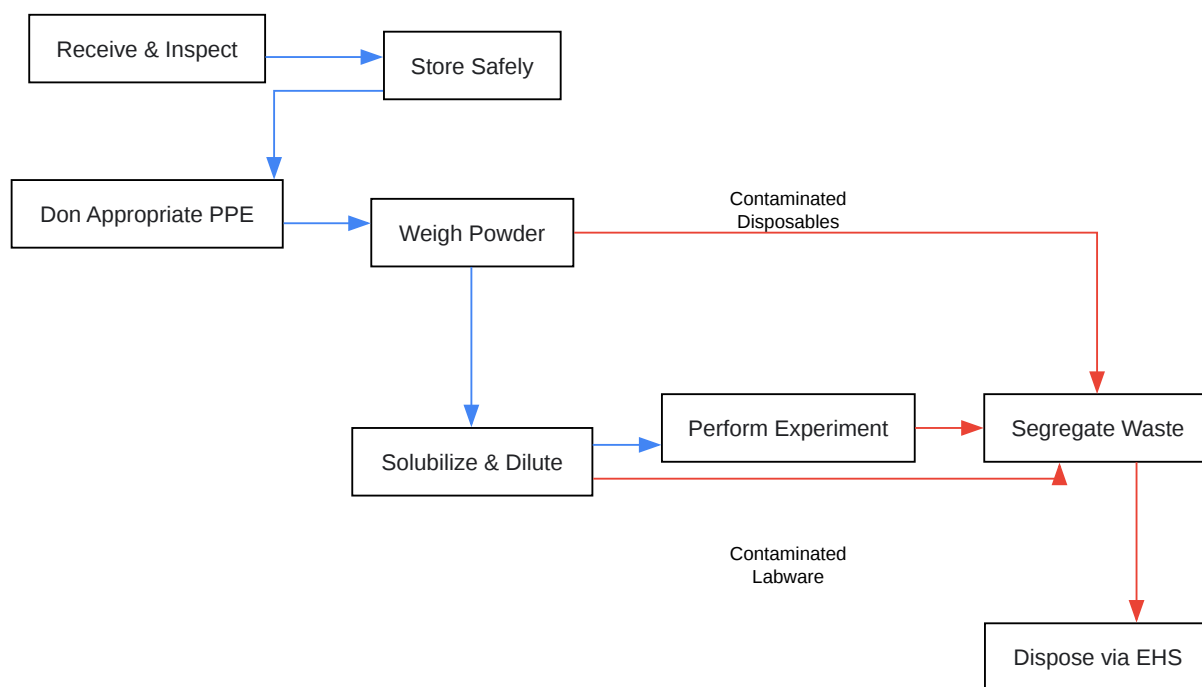 Receive & Inspect
Store Safely
Don Appropriate PPE
Weigh Powder
Contaminated
Disposables
Solubilize & Dilute
Perform Experiment
Segregate Waste
Contaminated
Labware
Dispose via EHS